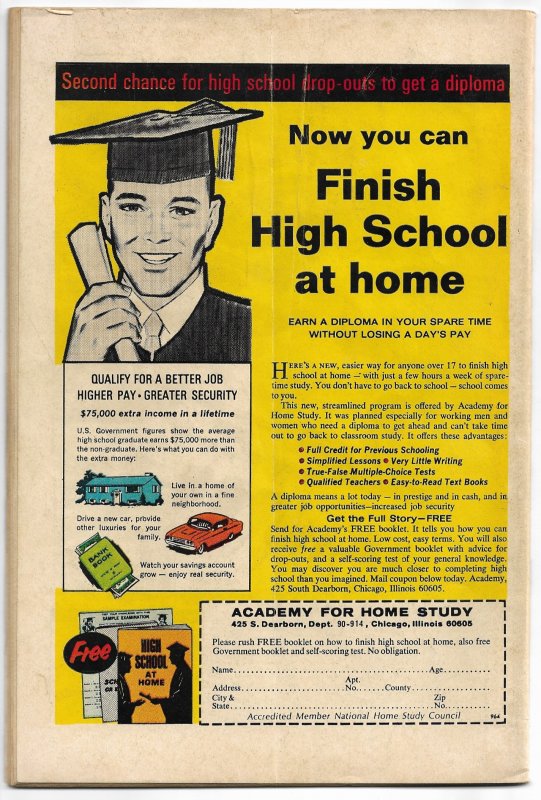 Second chance for high school drop-outs to get a diploma
Now you can
Finish
High School
at home
EARN A DIPLOMA IN YOUR SPARE TIME
WITHOUT LOSING A DAY'S PAY
HERE'S A NEW, easier way for anyone over 17 to finish high
school at home — with just a few hours a week of spare-
time study. You don't have to go back to school — school comes
to you.
This new, streamlined program is offered by Academy for
Home Study. It was planned especially for working men and
women who need a diploma to get ahead and can't take time
out to go back to classroom study. It offers these advantages:
• Full Credit for Previous Schooling
• Simplified Lessons • Very Little Writing
• True-False Multiple-Choice Tests
• Qualified Teachers • Easy-to-Read Text Books
A diploma means a lot today — in prestige and in cash, and in
greater job opportunities—increased job security
Get the Full Story—FREE
Send for Academy's FREE booklet. It tells you how you can
finish high school at home. Low cost, easy terms. You will also
receive free a valuable Government booklet with advice for
drop-outs, and a self-scoring test of your general knowledge.
You may discover you are much closer to completing high
school than you imagined. Mail coupon below today. Academy,
425 South Dearborn, Chicago, Illinois 60605.
QUALIFY FOR A BETTER JOB
HIGHER PAY • GREATER SECURITY
$75,000 extra income in a lifetime
U.S. Government figures show the average
high school graduate earns $75,000 more than
the non-graduate. Here's what you can do with
the extra money:
Live in a home of
your own in a fine
neighborhood.
Drive a new car, provide
other luxuries for your
family.
BANK
BOOK
Watch your savings account
grow — enjoy real security.
SAMPLE EXAMINATION
Free
HIGH
SCHOOL
AT
HOME
ACADEMY FOR HOME STUDY
425 S. Dearborn, Dept. 90-914, Chicago, Illinois 60605
Please rush FREE booklet on how to finish high school at home, also free
Government booklet and self-scoring test. No obligation.
Name Age
Apt.
Address No. County
City & Zip
State No.
Accredited Member National Home Study Council 964